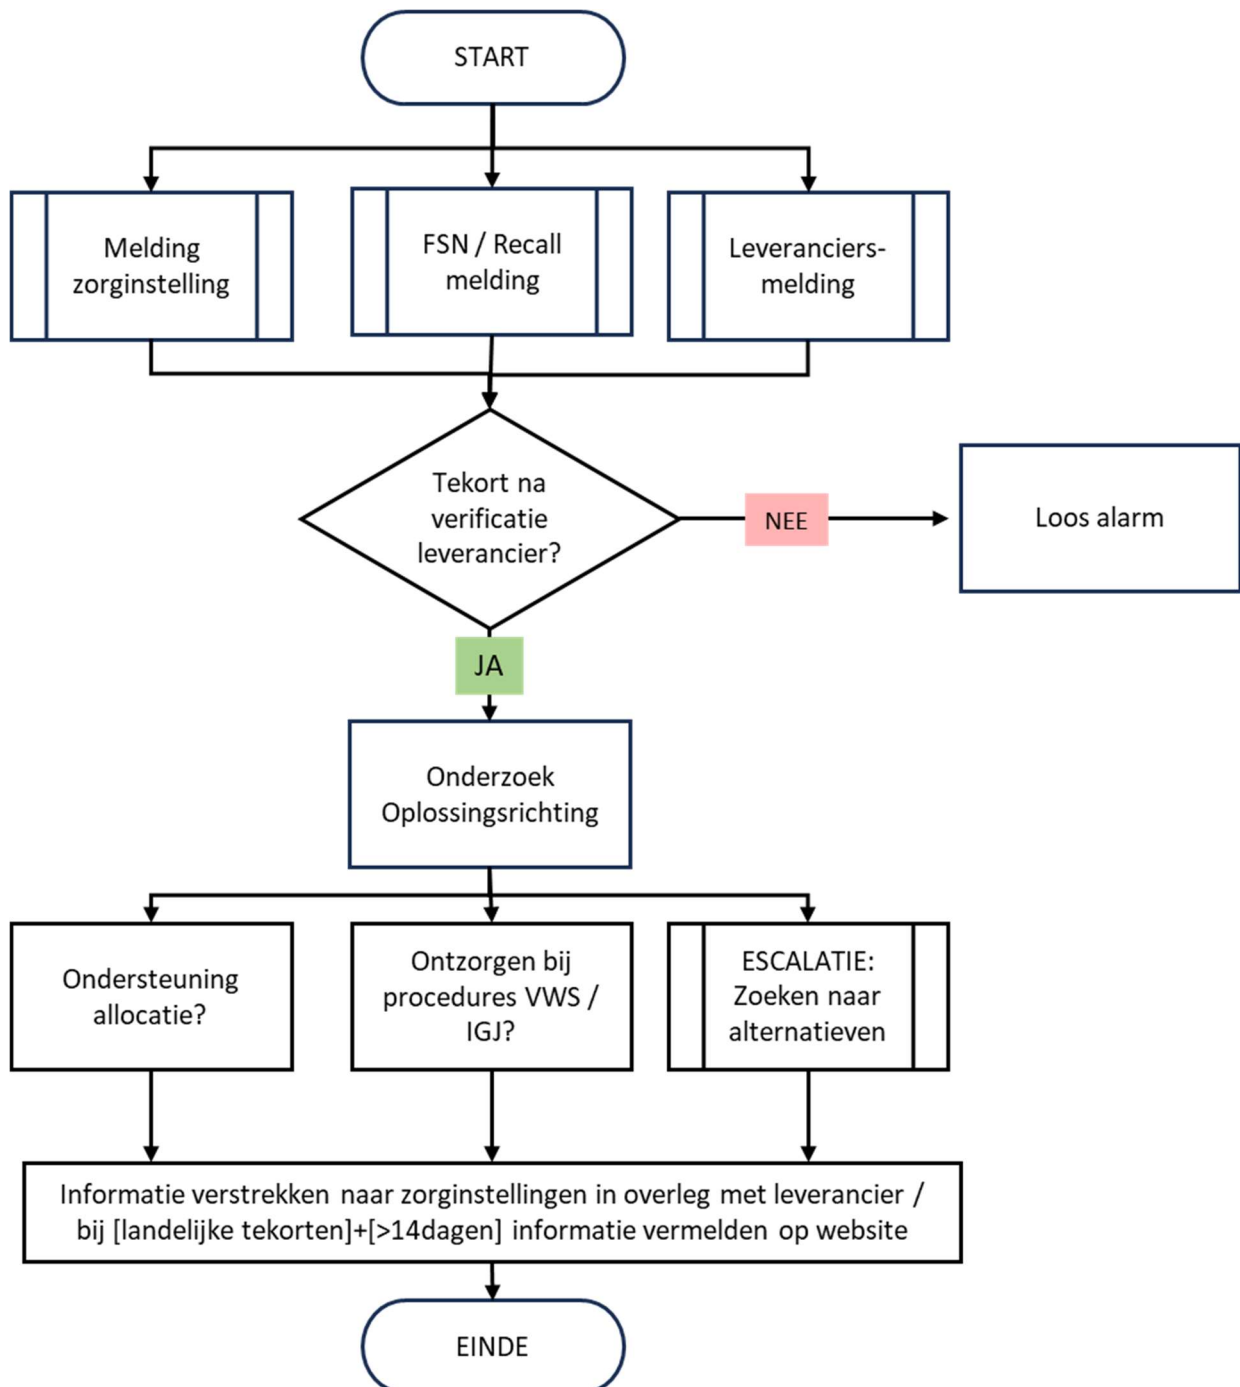 START
Melding
zorginstelling
FSN / Recall
melding
Leveranciers-
melding
Tekort na
verificatie
leverancier?
NEE
Loos alarm
JA
Onderzoek
Oplossingsrichting
Ondersteuning
allocatie?
Ontzorgen bij
procedures VWS /
IGJ?
ESCALATIE:
Zoeken naar
alternatieven
Informatie verstrekken naar zorginstellingen in overleg met leverancier /
bij [landelijke tekorten]+[>14dagen] informatie vermelden op website
EINDE